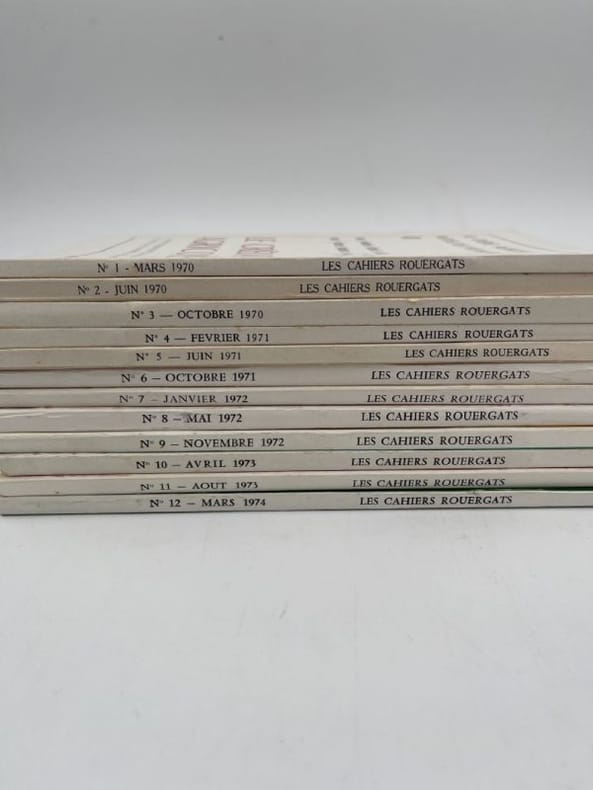 N° 1 - MARS 1970 LES CAHIERS ROUERGATS
N° 2 - JUIN 1970 LES CAHIERS ROUERGATS
N° 3 — OCTOBRE 1970 LES CAHIERS ROUERGATS
N° 4 — FEVRIER 1971 LES CAHIERS ROUERGATS
N° 5 — JUIN 1971 LES CAHIERS ROUERGATS
N° 6 — OCTOBRE 1971 LES CAHIERS ROUERGATS
N° 7 — JANVIER 1972 LES CAHIERS ROUERGATS
N° 8 — MAI 1972 LES CAHIERS ROUERGATS
N° 9 — NOVEMBRE 1972 LES CAHIERS ROUERGATS
N° 10 — AVRIL 1973 LES CAHIERS ROUERGATS
N° 11 — AOUT 1973 LES CAHIERS ROUERGATS
N° 12 — MARS 1974 LES CAHIERS ROUERGATS